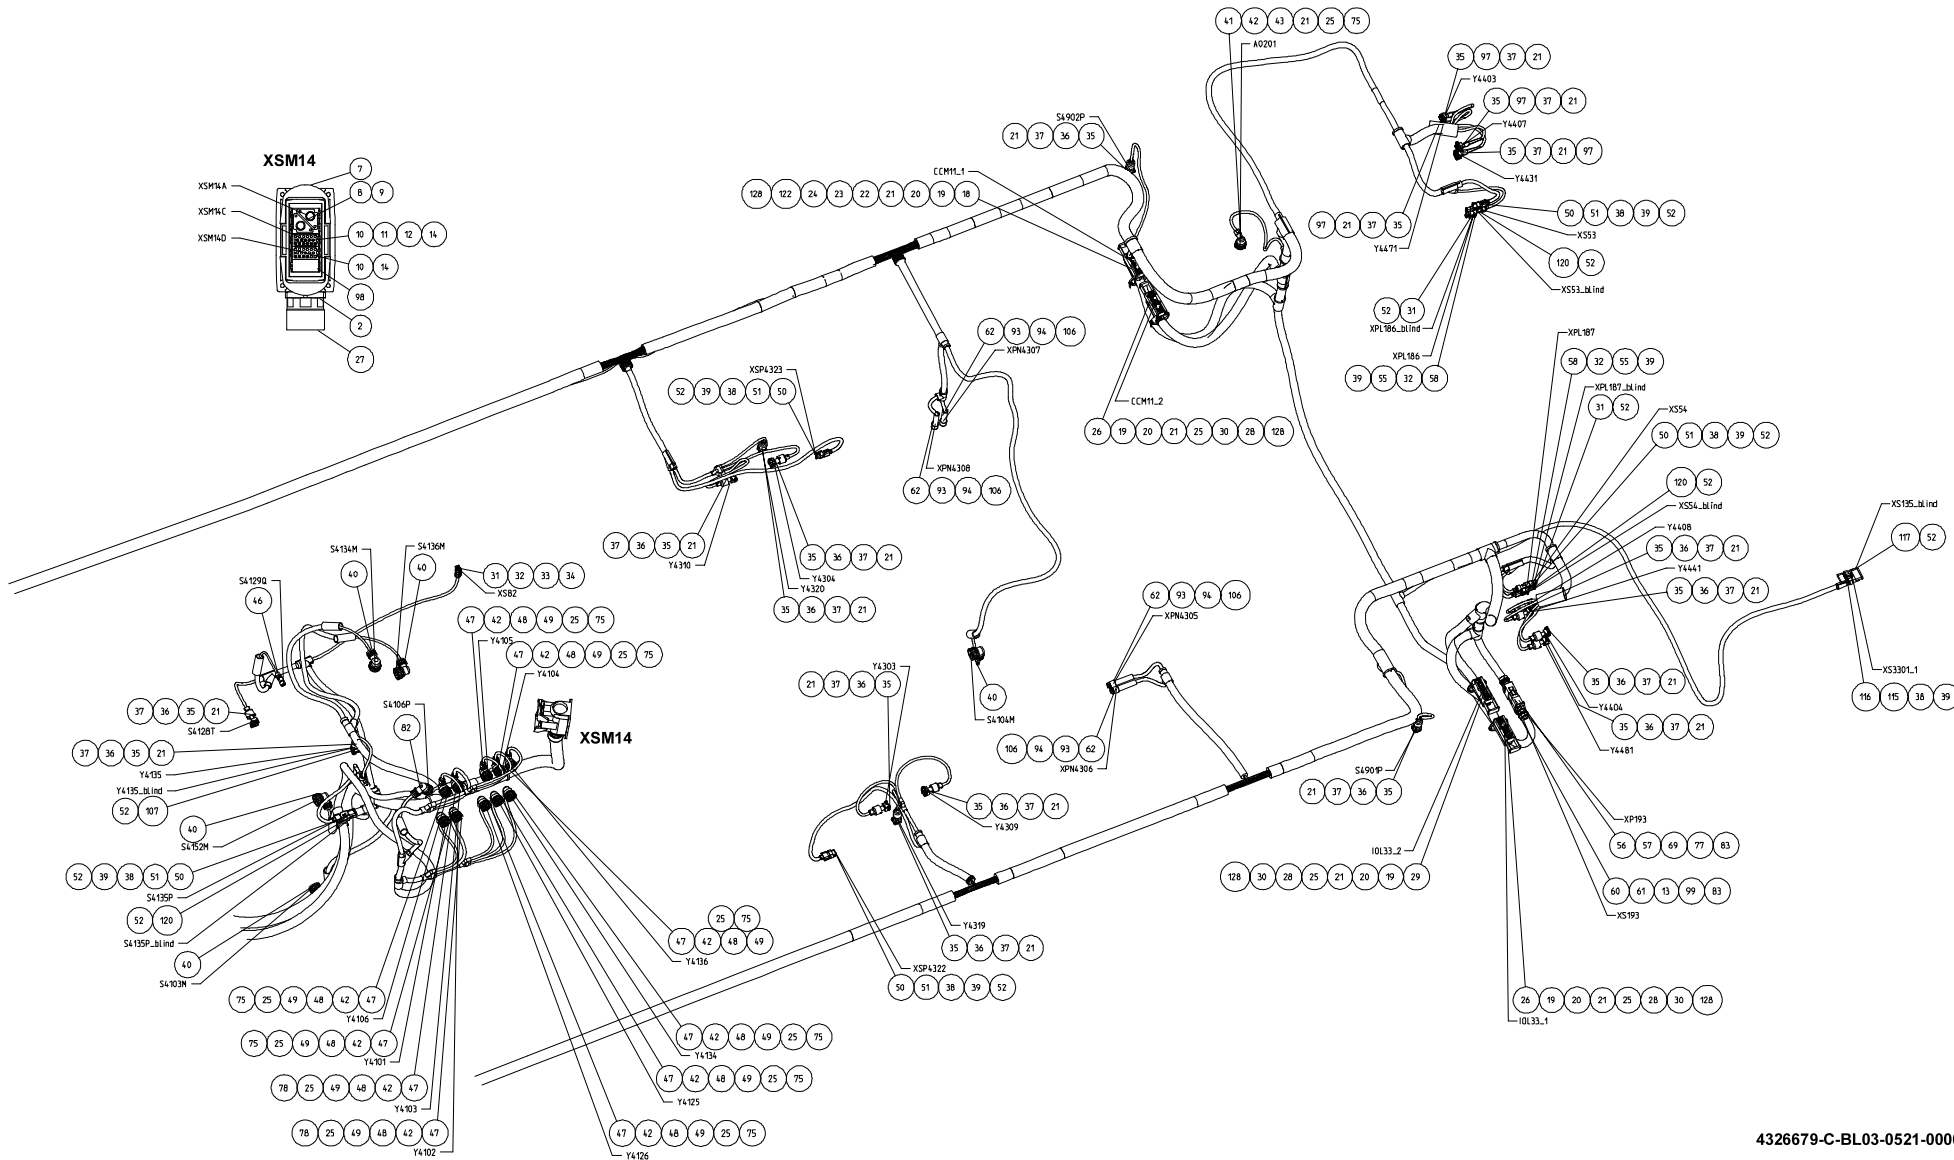 41 42 43 21 25 75
A0201
35 97 37 21
Y4403
35 97 37 21
Y4407
35 37 21 97
Y4431
S4902P
21 37 36 35
CCM11_1
128 122 24 23 22 21 20 19 18
97 21 37 35
Y4471
50 51 38 39 52
XS53
120 52
XS53_blind
52 31
XPL186_blind
XPL186
39 55 32 58
XSM14
XSM14A
XSM14C
XSM14D
7
8 9
10 11 12 14
10 14
98
2
27
62 93 94 106
XPN4307
XSP4323
52 39 38 51 50
XPN4308
62 93 94 106
CCM11_2
26 19 20 21 25 30 28 128
XPL187
58 32 55 39
XPL187_blind
31 52
XS54
50 51 38 39 52
120 52
XS54_blind
Y4408
35 36 37 21
Y4441
35 36 37 21
XS135_blind
117 52
XS3301_1
116 115 38 39
37 36 35 21
Y4310
35 36 37 21
Y4304
Y4320
35 36 37 21
S4134M
40
S4136M
40
31 32 33 34
XS82
S4129Q
46
47 42 48 49 25 75
Y4105
47 42 48 49 25 75
Y4104
62 93 94 106
XPN4305
Y4303
21 37 36 35
40
S4104M
35 36 37 21
Y4404
35 36 37 21
Y4481
37 36 35 21
S4128T
S4106P
82
XSM14
37 36 35 21
Y4135
Y4135_blind
52 107
106 94 93 62
XPN4306
S4901P
21 37 36 35
35 36 37 21
Y4309
40
S4152M
52 39 38 51 50
S4135P
52 120
S4135P_blind
40
S4103M
XP193
56 57 69 77 83
IOL33_2
128 30 28 25 21 20 19 29
60 61 13 99 83
XS193
25 75
47 42 48 49
Y4136
Y4319
35 36 37 21
XSP4322
50 51 38 39 52
75 25 49 48 42 47
Y4106
26 19 20 21 25 28 30 128
IOL33_1
75 25 49 48 42 47
Y4101
47 42 48 49 25 75
Y4134
78 25 49 48 42 47
Y4103
47 42 48 49 25 75
Y4125
78 25 49 48 42 47
Y4102
47 42 48 49 25 75
Y4126
4326679-C-BL03-0521-000